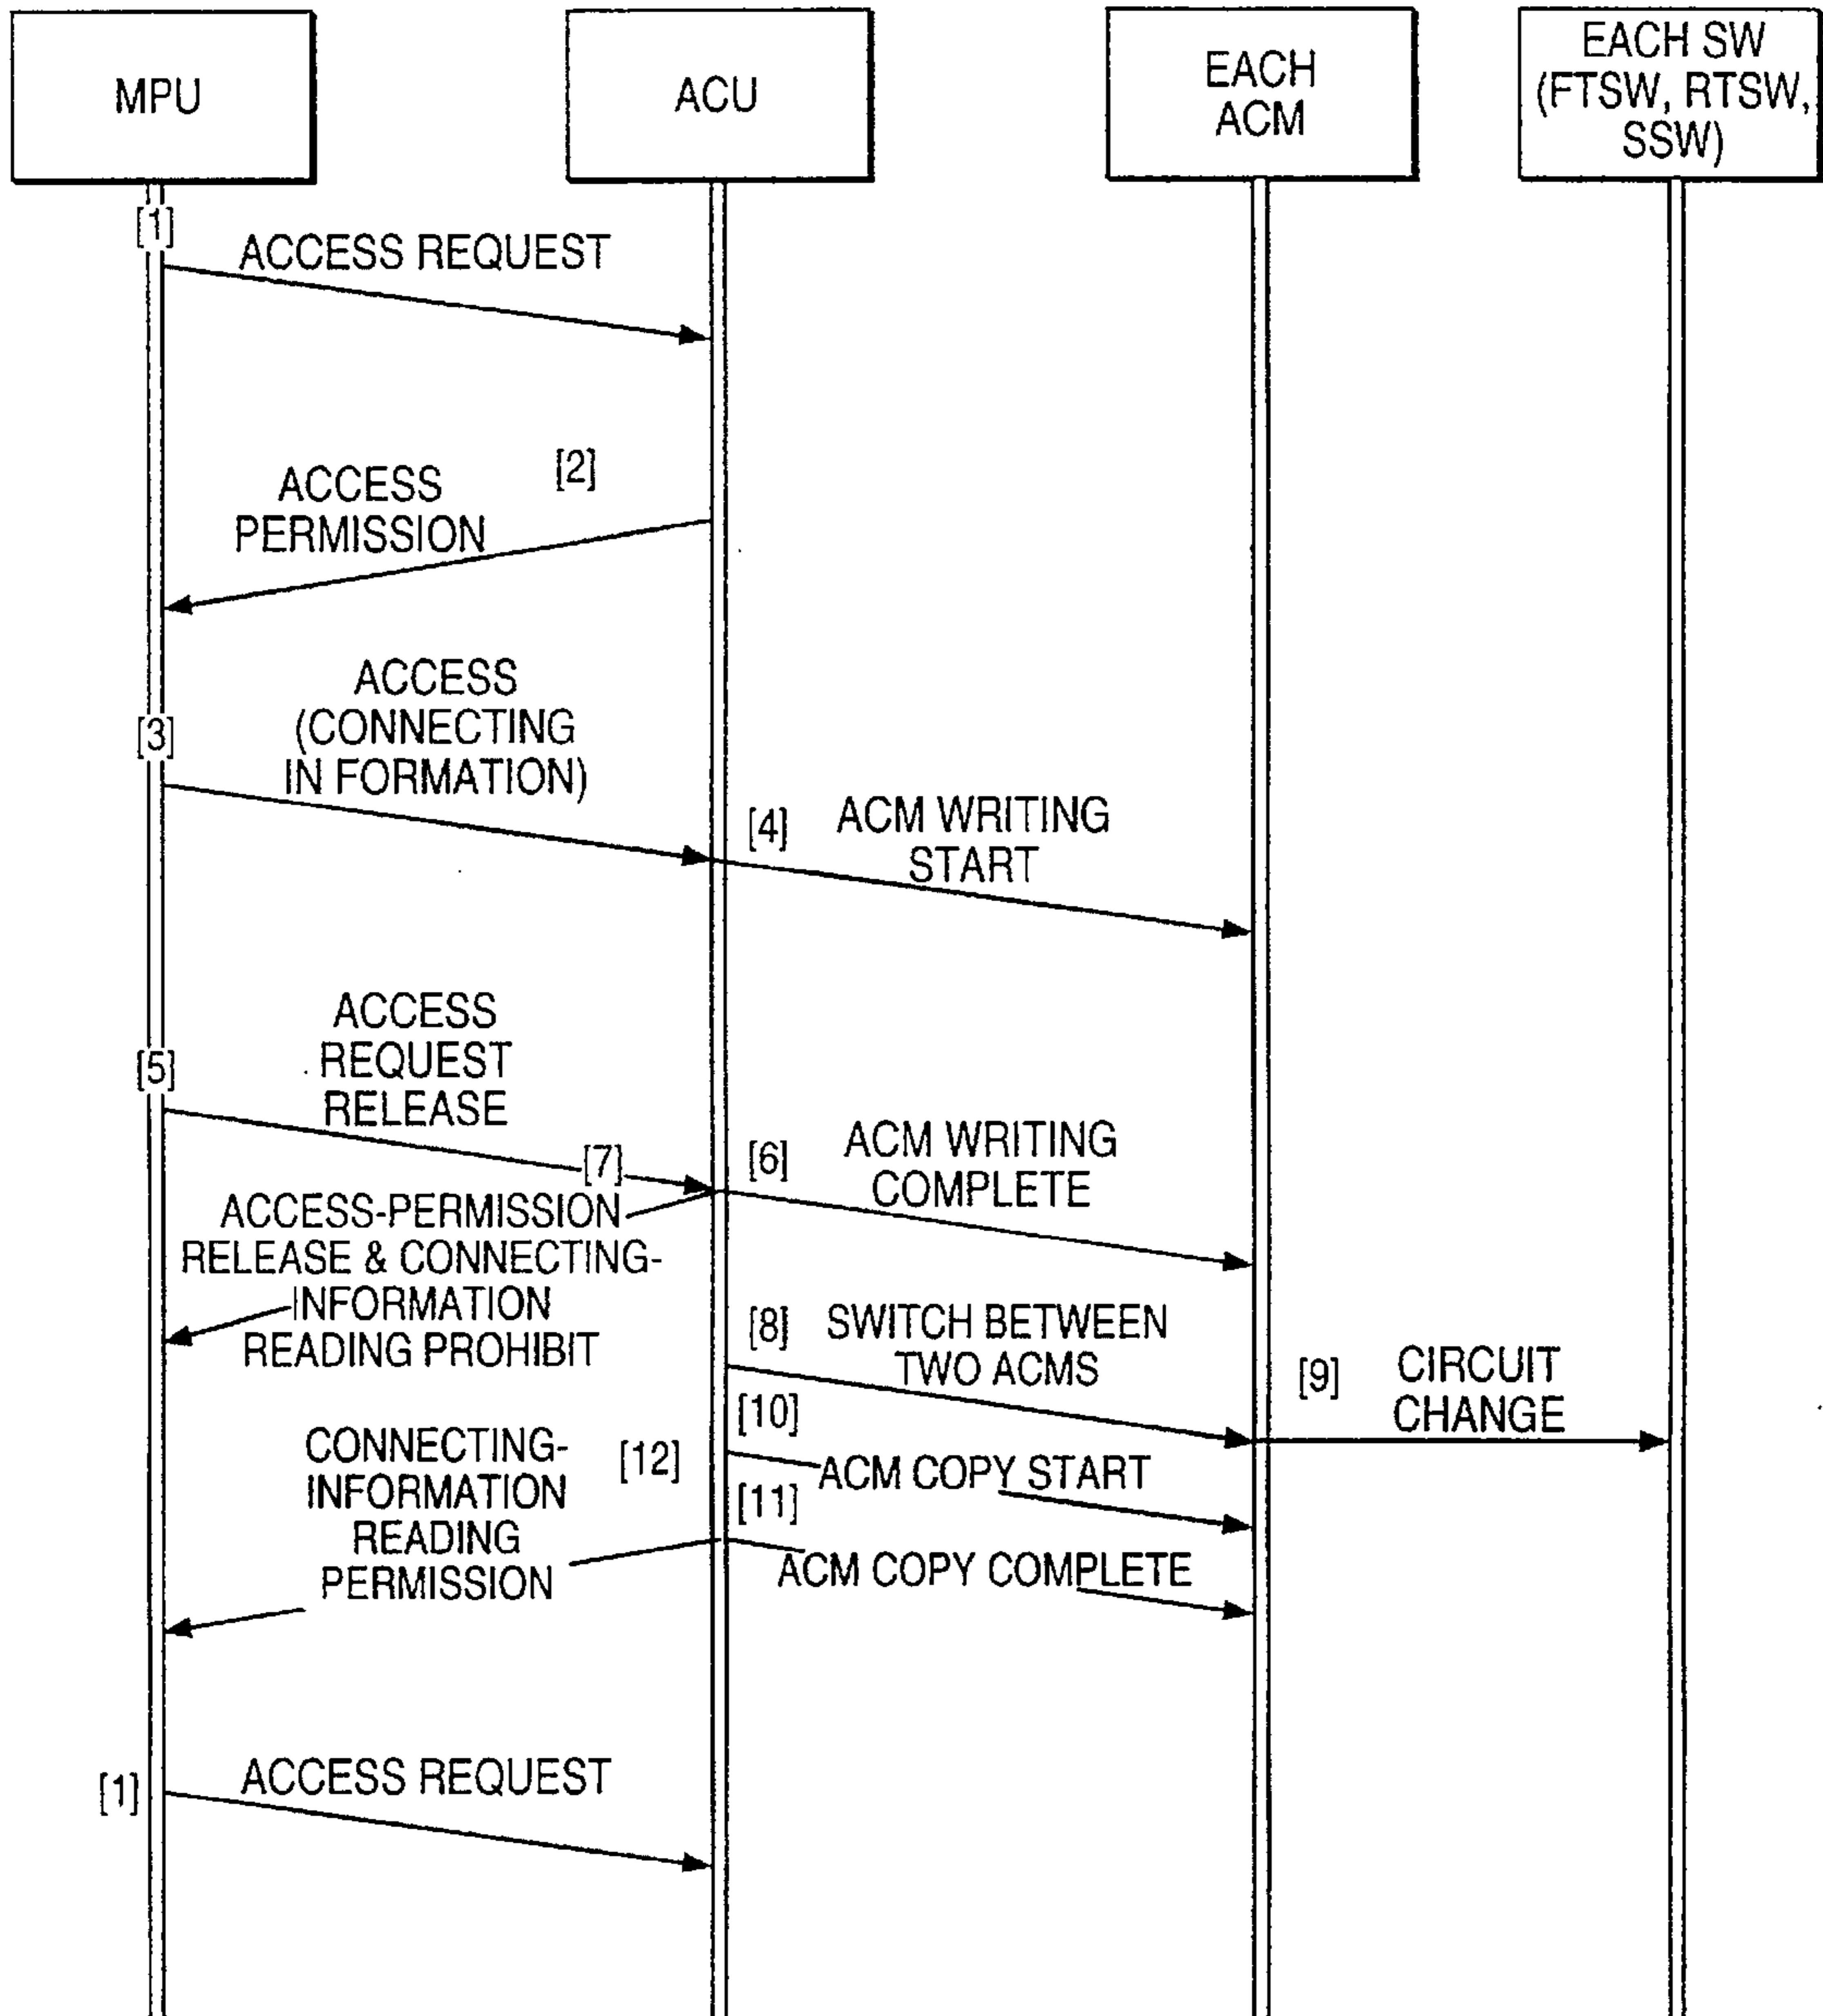 MPU
ACU
EACH
ACM
EACH SW
(FTSW, RTSW,
SSW)
[1]
ACCESS REQUEST
[2]
ACCESS
PERMISSION
[3]
ACCESS
(CONNECTING
IN FORMATION)
[4]
ACM WRITING
START
[5]
ACCESS
REQUEST
RELEASE
[6]
ACM WRITING
COMPLETE
[7]
ACCESS-PERMISSION
RELEASE & CONNECTING-
INFORMATION
READING PROHIBIT
[8]
SWITCH BETWEEN
TWO ACMS
[9]
CIRCUIT
CHANGE
[10]
ACM COPY START
[11]
ACM COPY COMPLETE
[12]
CONNECTING-
INFORMATION
READING
PERMISSION
[1]
ACCESS REQUEST